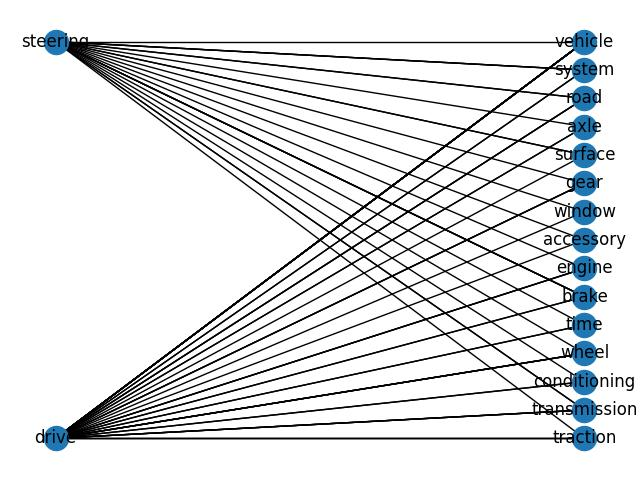 steering
vehicle
system
road
axle
surface
gear
window
accessory
engine
brake
time
wheel
conditioning
transmission
drive
traction